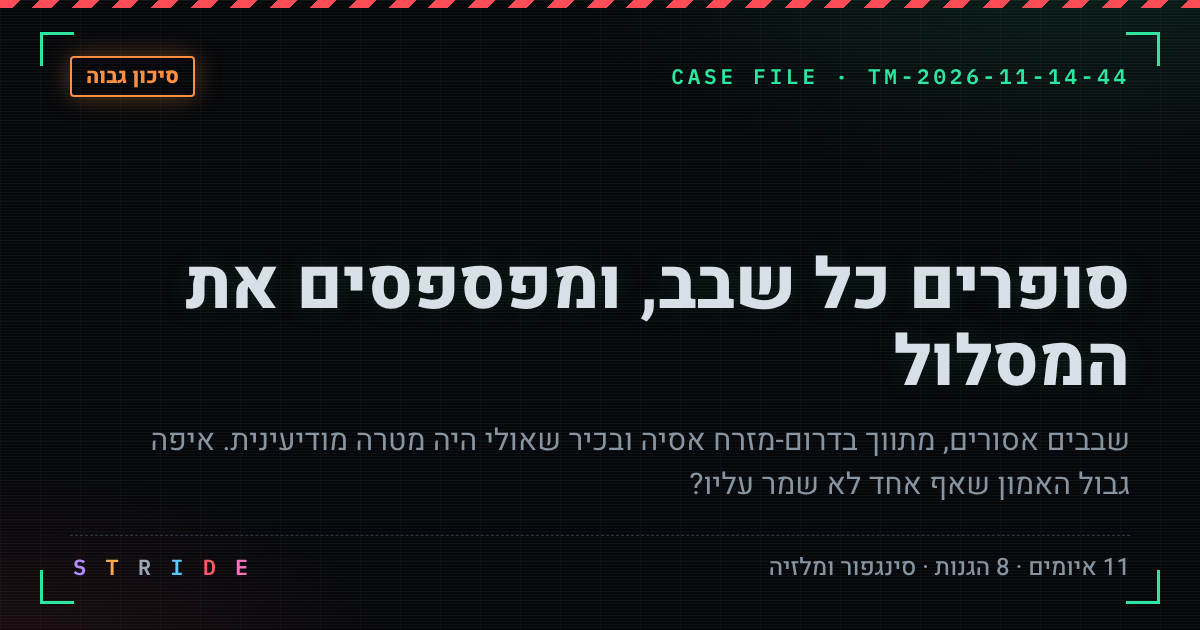 CASE FILE · TM-2026-11-14-44
סיכון גבוה
סופרים כל שבב, ומפספסים את
המסלול
שבבים אסורים, מתווך בדרום-מזרח אסיה ובכיר שאולי היה מטרה מודיעינית. איפה
גבול האמון שאף אחד לא שמר עליו?
11 איומים · 8 הגנות · סינגפור ומלזיה
S T R I D E